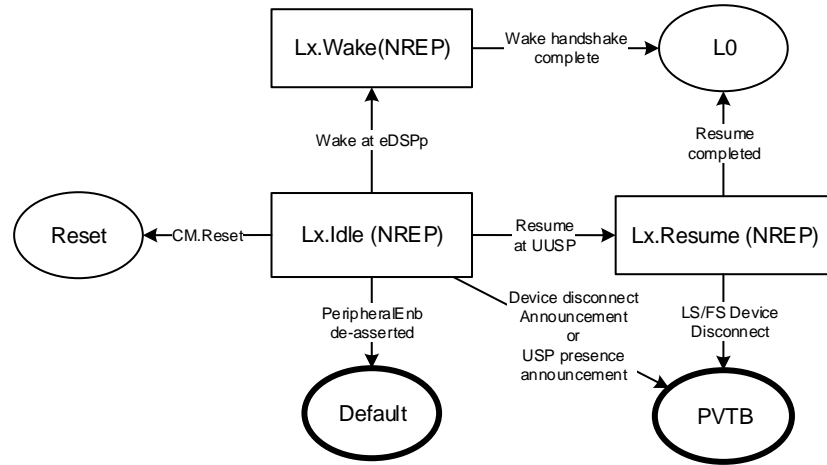 Lx.Wake(NREP)
Wake handshake
complete
L0
Wake at eDSPp
Resume
completed
Reset
CM.Reset
Lx.Idle (NREP)
Resume
at UUSP
Lx.Resume (NREP)
PeripheralEnb
de-asserted
Device disconnect
Announcement
or
USP presence
announcement
LS/FS Device
Disconnect
Default
PVTB